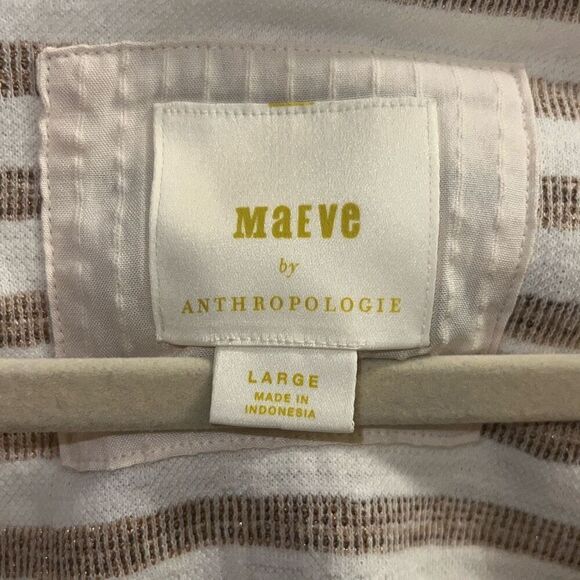 MaEVe
by
ANTHROPOLOGIE
LARGE
MADE IN
INDONESIA